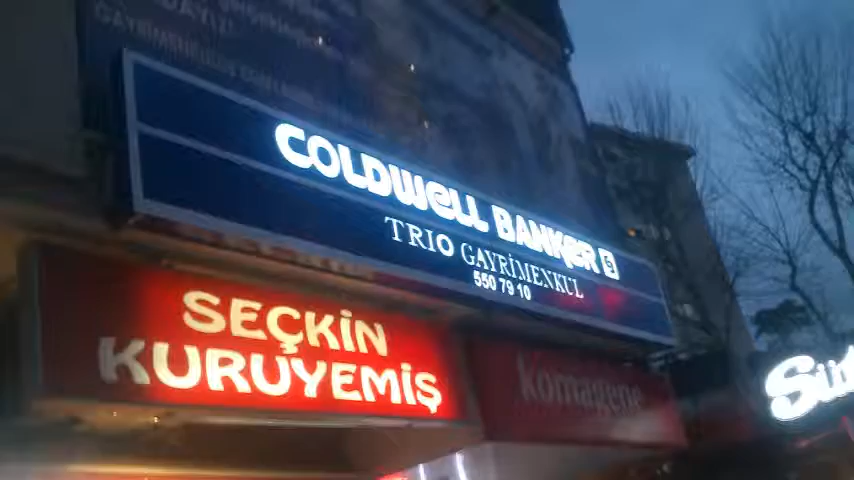 COLDWELL BANKER
TRIO GAYRİMENKUL
550 79 10
SEÇKİN
KURUYEMİŞ
Komagene